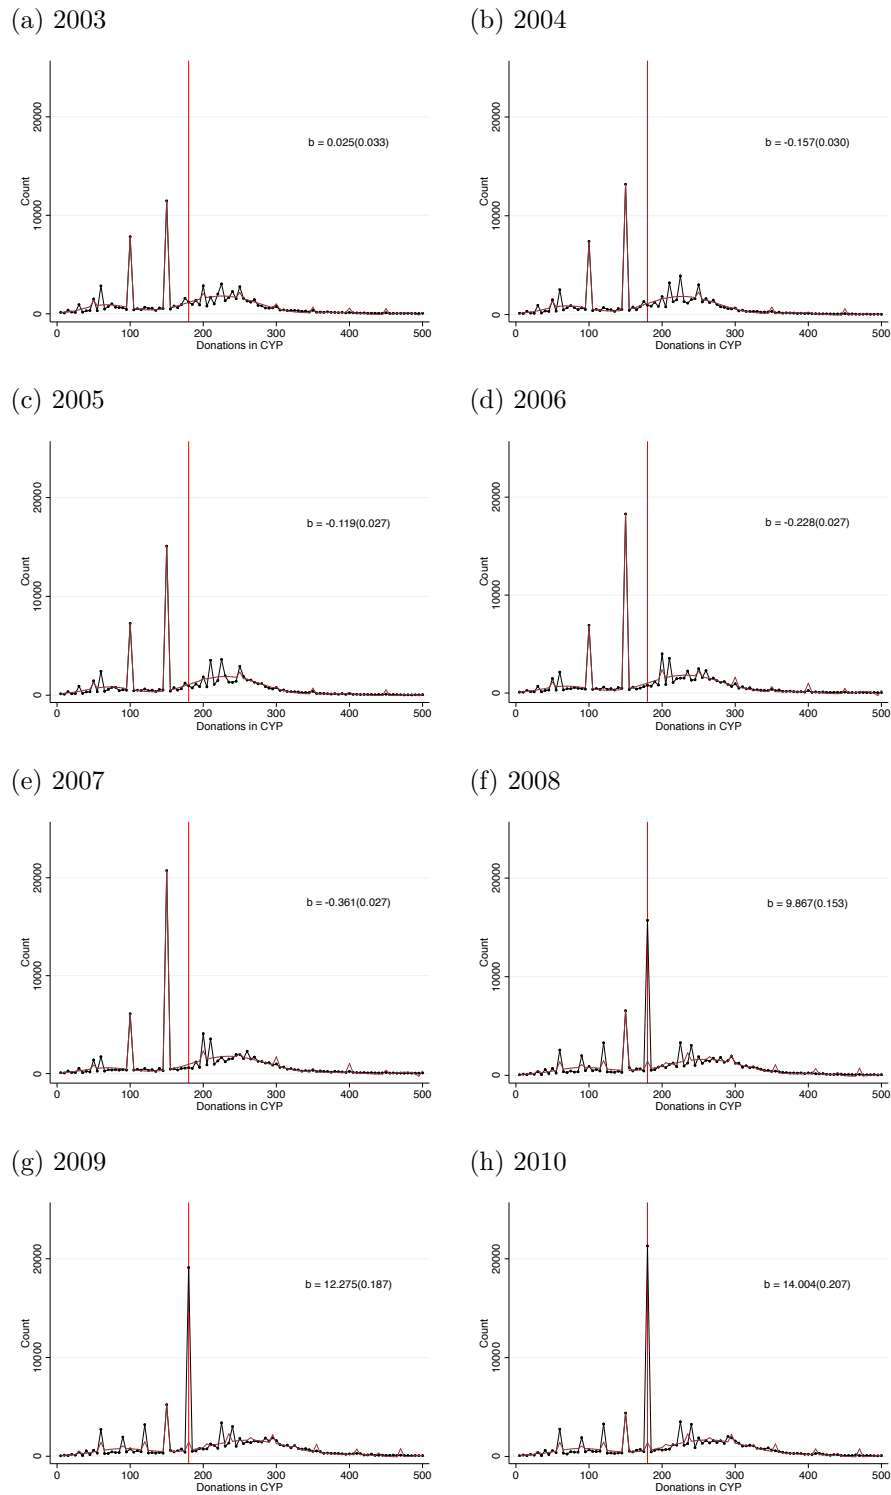 (a) 2003
20000
10000
0
Count
b = 0.025(0.033)
0 100 200 300 400 500
Donations in CYP
(b) 2004
20000
10000
0
Count
b = -0.157(0.030)
0 100 200 300 400 500
Donations in CYP
(c) 2005
20000
10000
0
Count
b = -0.119(0.027)
0 100 200 300 400 500
Donations in CYP
(d) 2006
20000
10000
0
Count
b = -0.228(0.027)
0 100 200 300 400 500
Donations in CYP
(e) 2007
20000
10000
0
Count
b = -0.361(0.027)
0 100 200 300 400 500
Donations in CYP
(f) 2008
20000
10000
0
Count
b = 9.867(0.153)
0 100 200 300 400 500
Donations in CYP
(g) 2009
20000
10000
0
Count
b = 12.275(0.187)
0 100 200 300 400 500
Donations in CYP
(h) 2010
20000
10000
0
Count
b = 14.004(0.207)
0 100 200 300 400 500
Donations in CYP